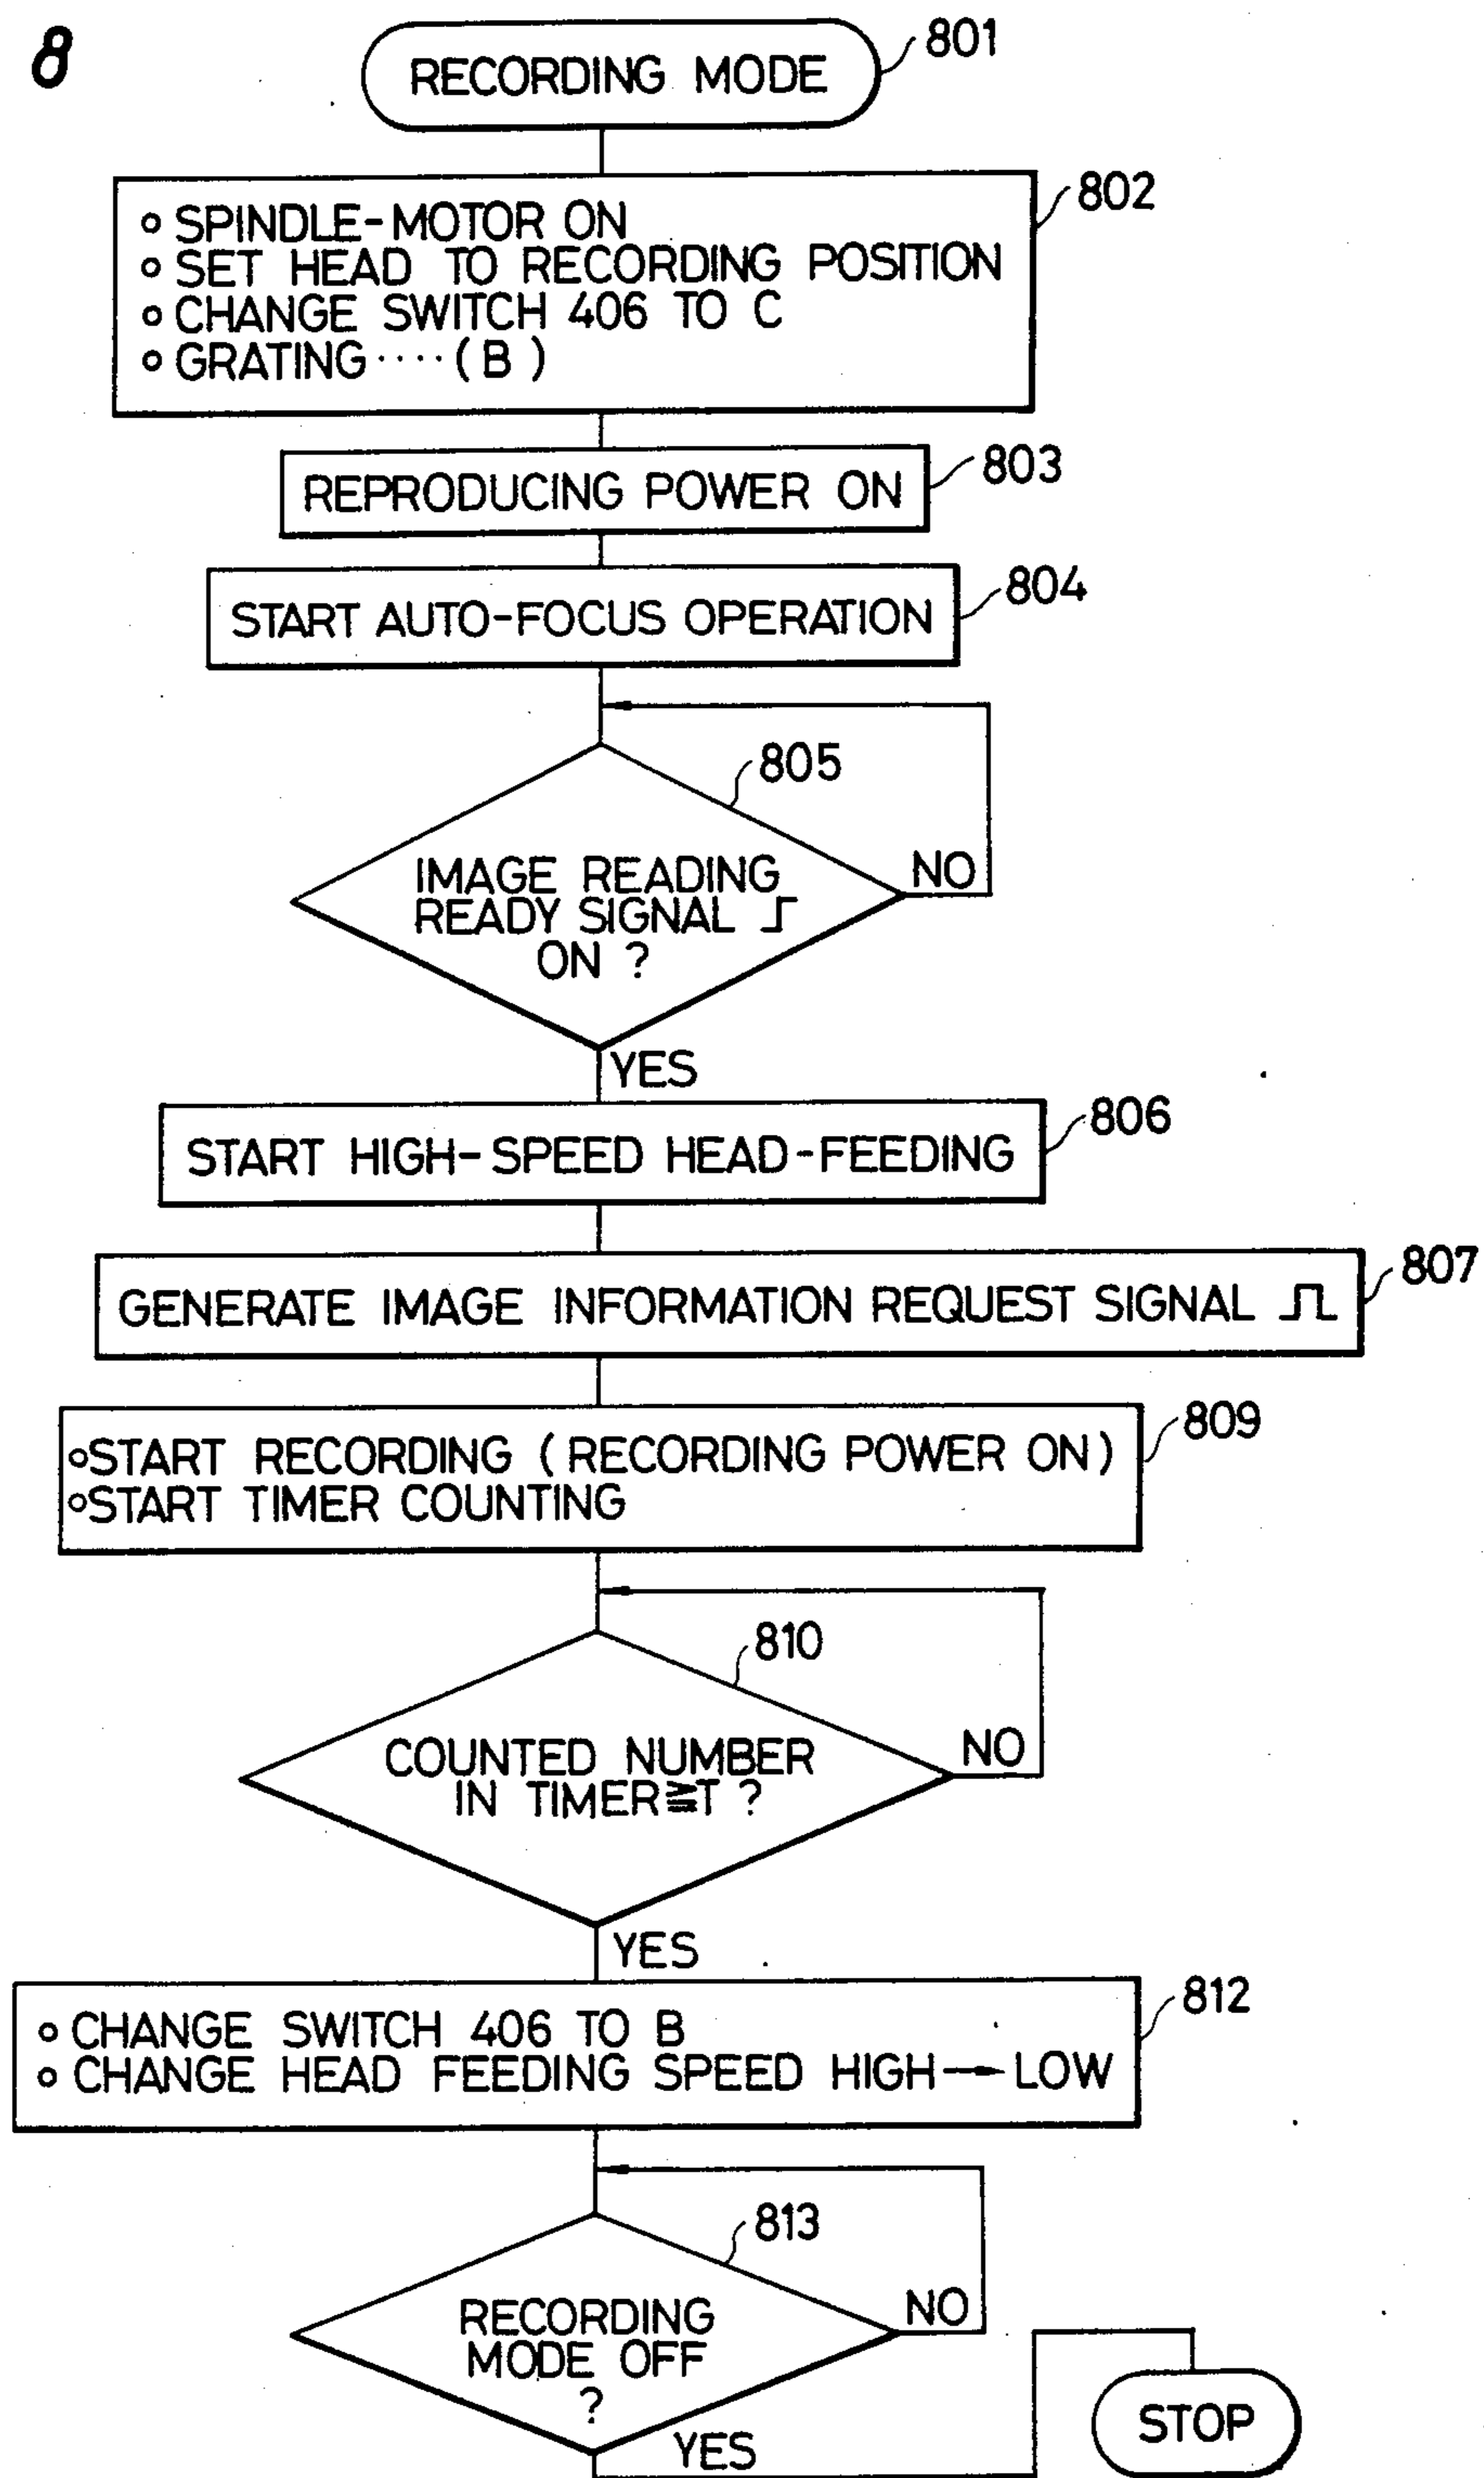 8
RECORDING MODE
801
802
○ SPINDLE-MOTOR ON
○ SET HEAD TO RECORDING POSITION
○ CHANGE SWITCH 406 TO C
○ GRATING····(B)
803
REPRODUCING POWER ON
804
START AUTO-FOCUS OPERATION
805
IMAGE READING
READY SIGNAL
ON ?
NO
YES
806
START HIGH-SPEED HEAD-FEEDING
807
GENERATE IMAGE INFORMATION REQUEST SIGNAL
809
○START RECORDING (RECORDING POWER ON)
○START TIMER COUNTING
810
COUNTED NUMBER
IN TIMER≧T ?
NO
YES
812
○ CHANGE SWITCH 406 TO B
○ CHANGE HEAD FEEDING SPEED HIGH→LOW
813
RECORDING
MODE OFF
?
NO
YES
STOP